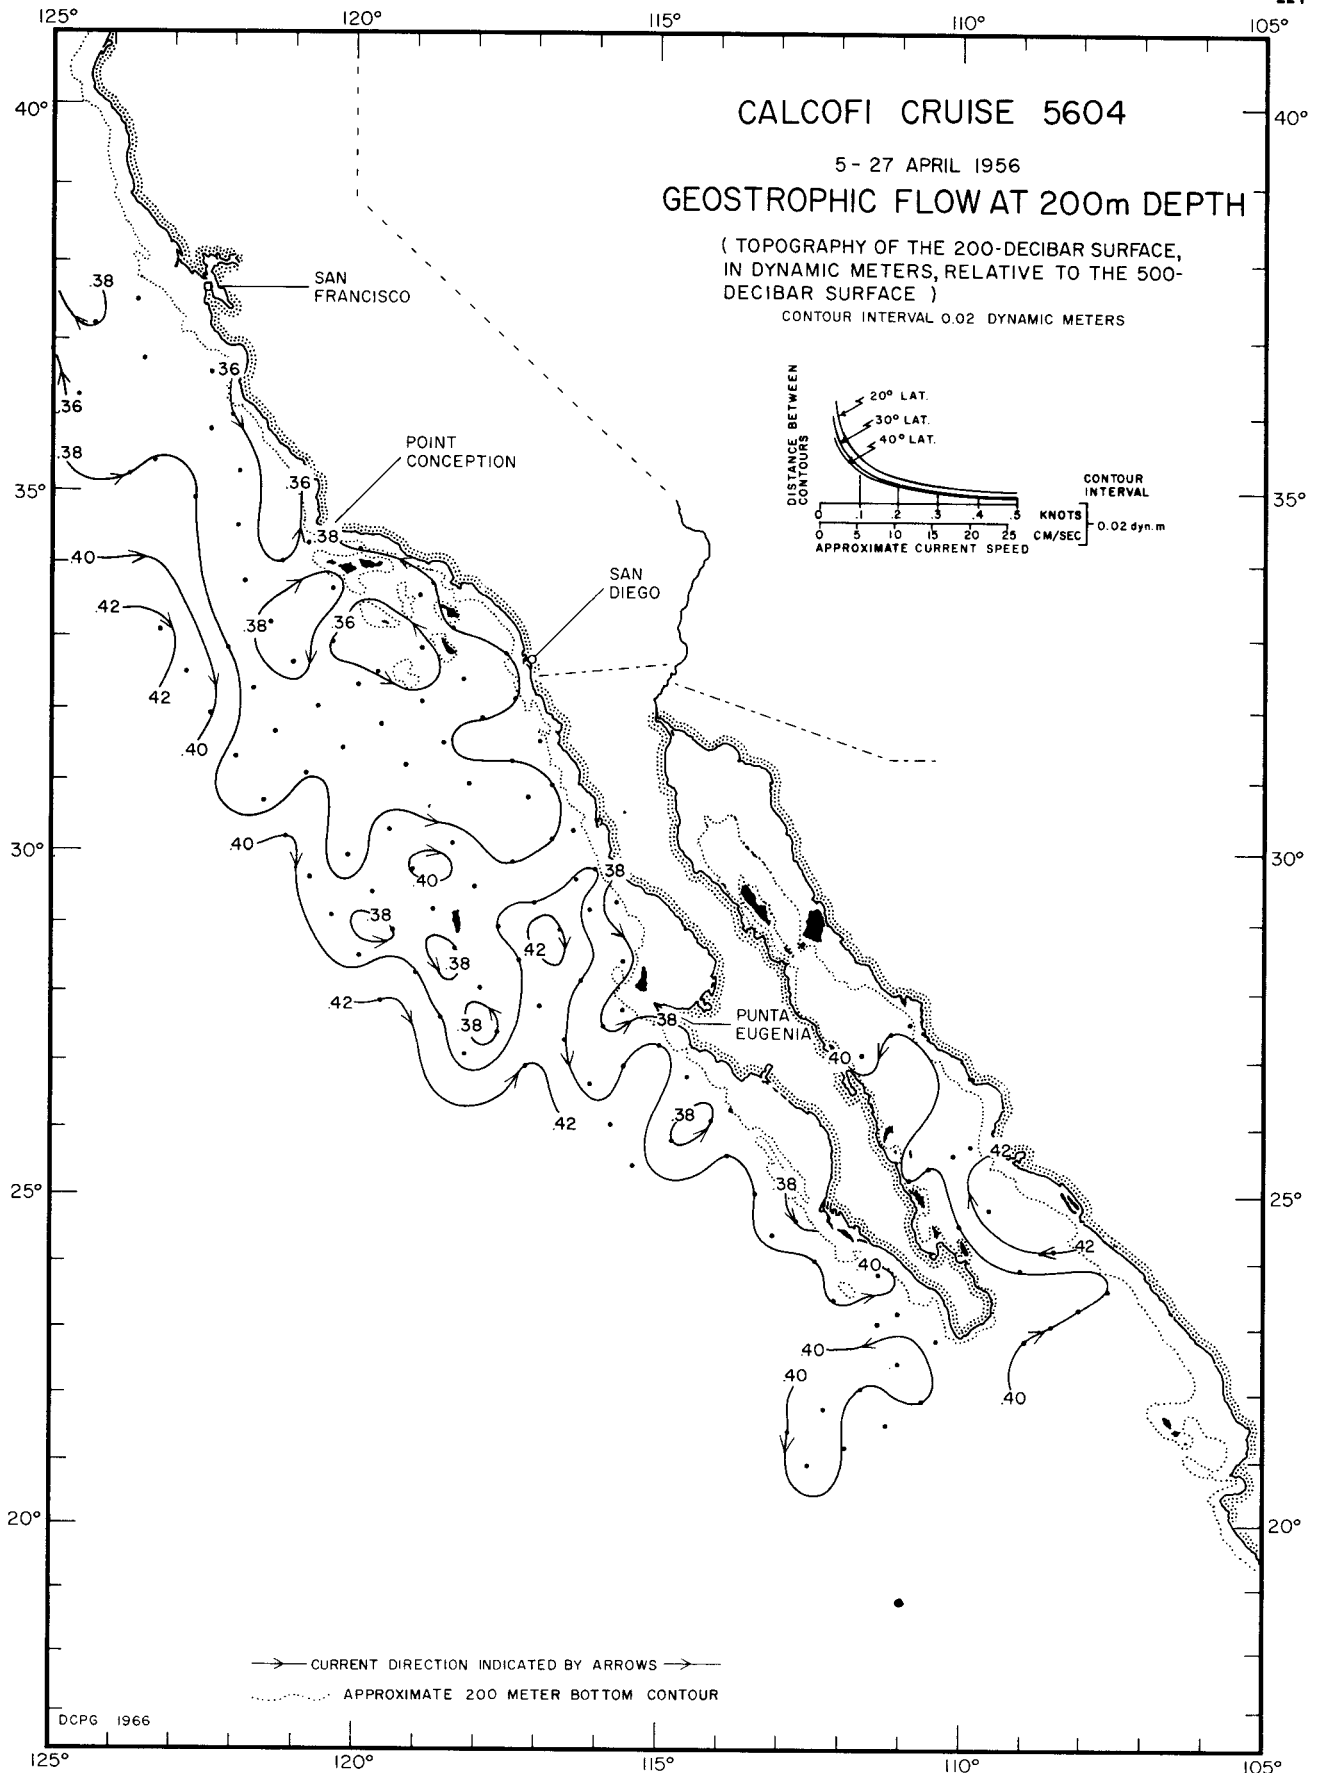 125°
120°
115°
110°
105°
40°
CALCOFI CRUISE 5604
40°
5-27 APRIL 1956
GEOSTROPHIC FLOW AT 200m DEPTH
( TOPOGRAPHY OF THE 200-DECIBAR SURFACE,
IN DYNAMIC METERS, RELATIVE TO THE 500-
DECIBAR SURFACE )
CONTOUR INTERVAL 0.02 DYNAMIC METERS
.38
SAN
FRANCISCO
.36
.36
DISTANCE BETWEEN
CONTOURS
20° LAT.
30° LAT.
40° LAT.
.38
POINT
CONCEPTION
.36
35°
CONTOUR
INTERVAL
35°
0 .1 .2 .3 .4 .5 KNOTS
0 5 10 15 20 25 CM/SEC
0.02 dyn.m
APPROXIMATE CURRENT SPEED
.38
.40
SAN
DIEGO
.42
.38
.36
.42
.40
.40
30°
30°
.38
.40
.38
.42
.38
.42
.38
.38
PUNTA
EUGENIA
.40
.38
.42
.42
25°
.38
25°
.42
.40
.40
.40
.40
20°
20°
CURRENT DIRECTION INDICATED BY ARROWS
APPROXIMATE 200 METER BOTTOM CONTOUR
DCPG 1966
125°
120°
115°
110°
105°